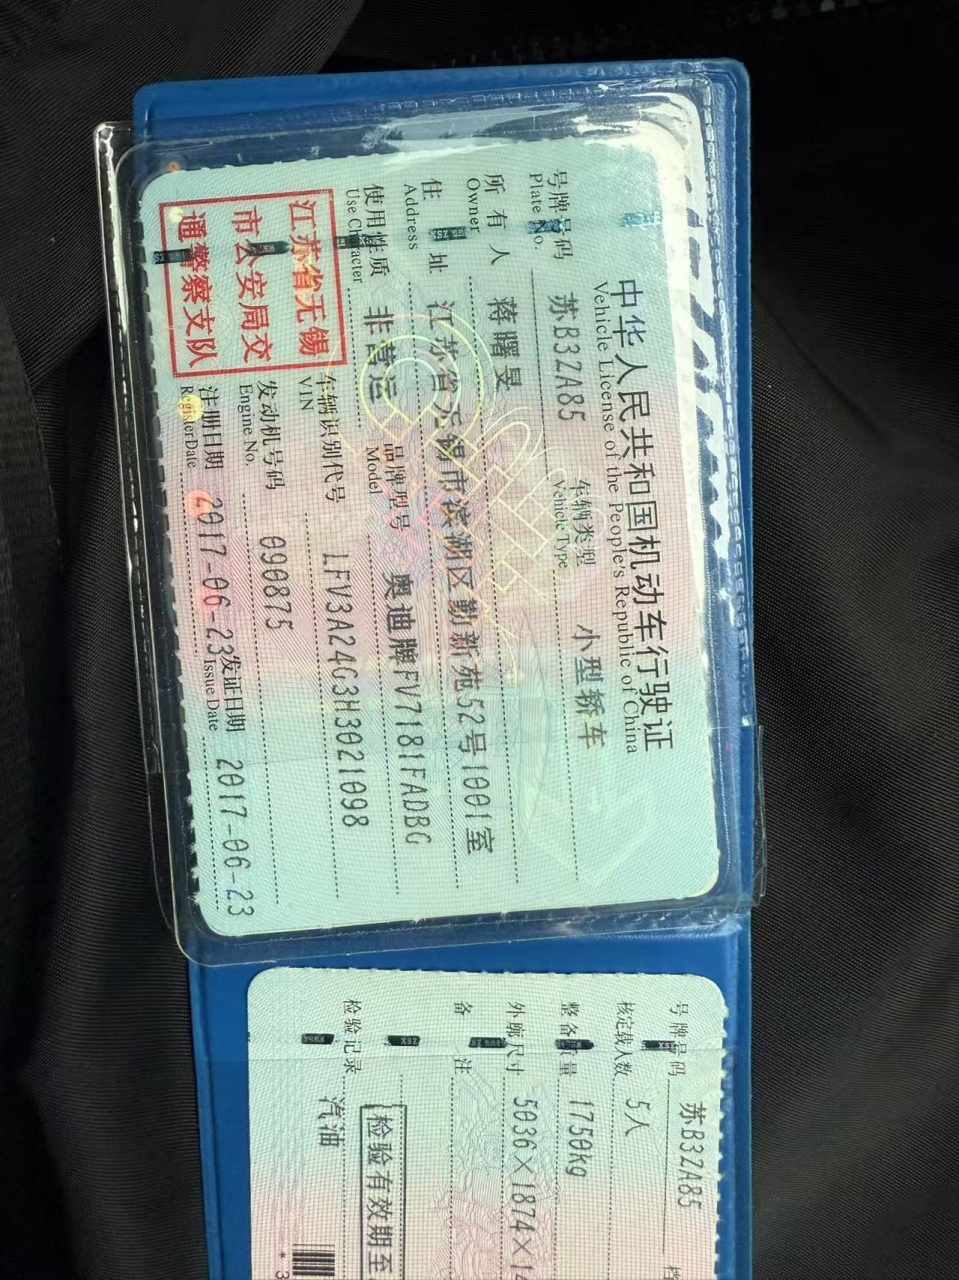 中华人民共和国机动车行驶证
Vehicle License of the People's Republic of China
号牌号码 苏B3ZA85 车辆类型 小型轿车
Plate No. Vehicle Type
所有人 蒋曙旻
Owner
住址 江苏省无锡市滨湖区勤新苑52号1001室
Address
使用性质 非营运 品牌型号 奥迪牌FV7181FADBG
Use Character Model
江苏省无锡
市公安局交
通警察支队
车辆识别代号 LFV3A24G3H3021098
VIN
发动机号码 090875
Engine No.
注册日期 2017-06-23 发证日期 2017-06-23
Register Date Issue Date
号牌号码 苏B3ZA85
核定载人数 5人
整备质量 1750kg
外廓尺寸 5036×1874×14
备注
检验有效期至
检验记录 汽油